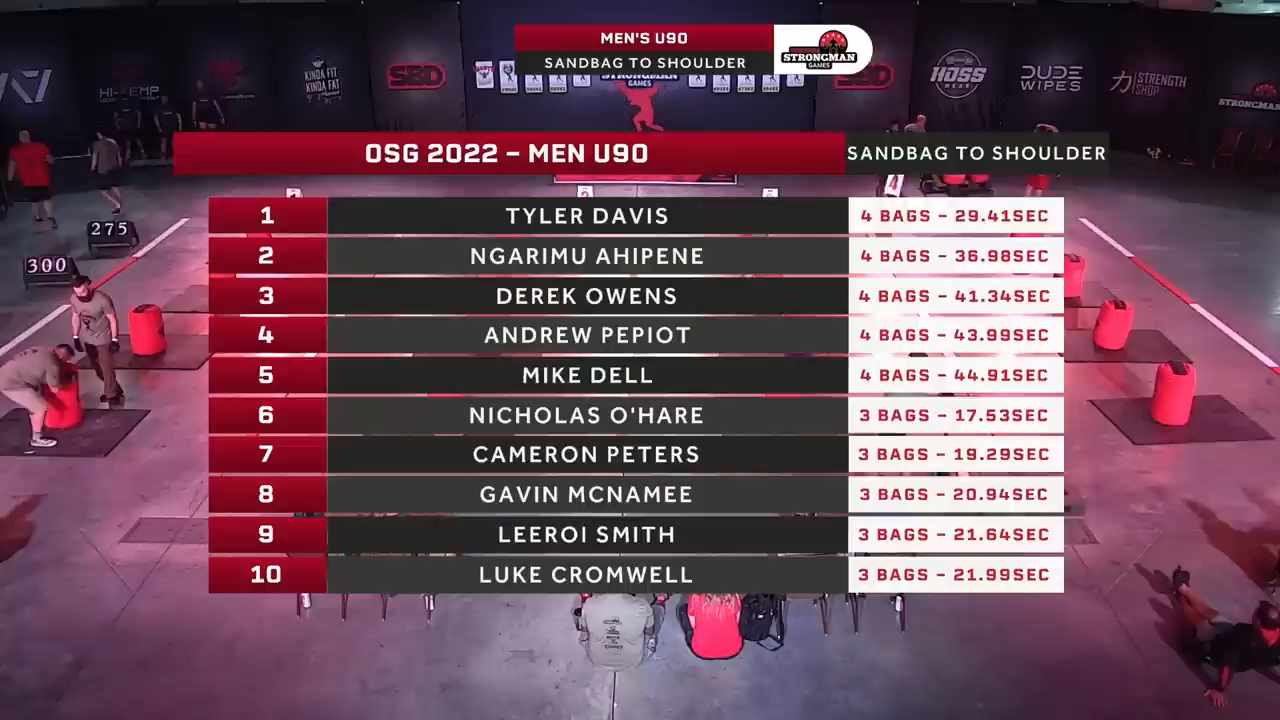 MEN'S U90
SANDBAG TO SHOULDER
STRONGMAN
GAMES
KINDA FIT
KINDA FAT
SBD
STRONGMAN
GAMES
HOSS
WEAR
DUDE
WIPES
STRENGTH
SHOP
STRONGMAN
OSG 2022 – MEN U90
SANDBAG TO SHOULDER
275
300
1 TYLER DAVIS 4 BAGS – 29.41SEC
2 NGARIMU AHIPENE 4 BAGS – 36.98SEC
3 DEREK OWENS 4 BAGS – 41.34SEC
4 ANDREW PEPIOT 4 BAGS – 43.99SEC
5 MIKE DELL 4 BAGS – 44.91SEC
6 NICHOLAS O'HARE 3 BAGS – 17.53SEC
7 CAMERON PETERS 3 BAGS – 19.29SEC
8 GAVIN MCNAMEE 3 BAGS – 20.94SEC
9 LEEROI SMITH 3 BAGS – 21.64SEC
10 LUKE CROMWELL 3 BAGS – 21.99SEC